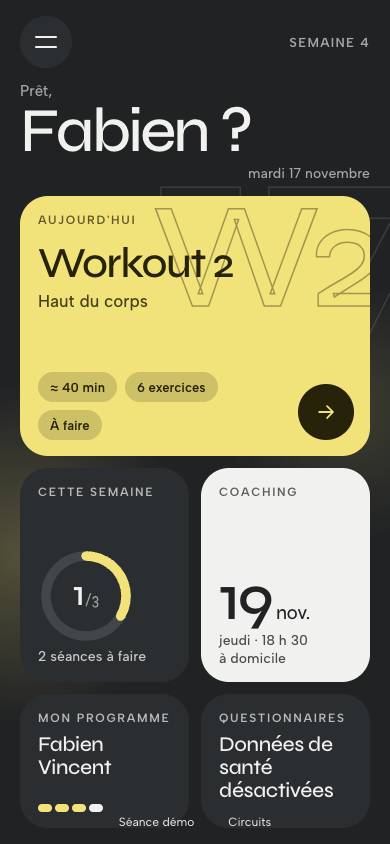 SEMAINE 4
Prêt,
Fabien ?
mardi 17 novembre
AUJOURD'HUI
W2
Workout 2
Haut du corps
≈ 40 min
6 exercices
À faire
CETTE SEMAINE
1/3
2 séances à faire
COACHING
19 nov.
jeudi · 18 h 30
à domicile
MON PROGRAMME
Fabien
Vincent
QUESTIONNAIRES
Données de
santé
désactivées
Séance démo
Circuits